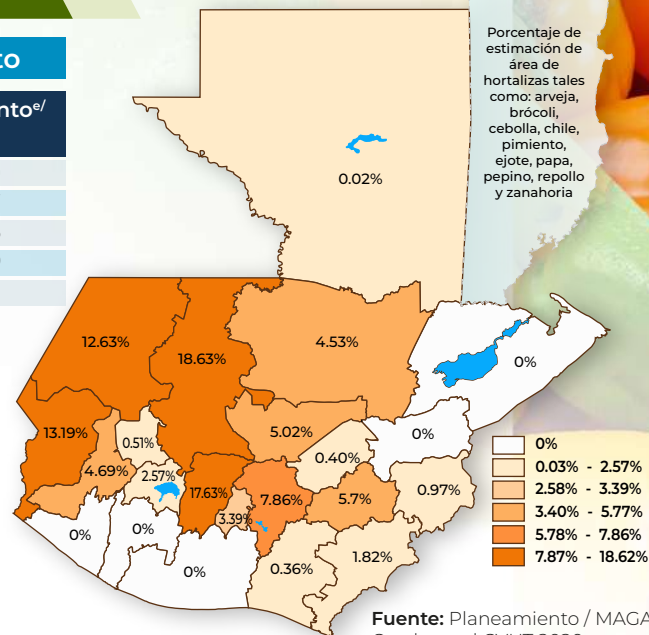 to
nto e/
Porcentaje de
estimación de
área de
hortalizas tales
como: arveja,
brócoli,
cebolla, chile,
pimiento,
ejote, papa,
pepino, repollo
y zanahoria
0.02%
12.63%
18.63%
4.53%
0%
13.19%
0.51%
5.02%
0%
4.69%
2.57%
0.40%
17.63%
7.86%
5.7%
0.97%
3.39%
0%
0%
0%
0.36%
1.82%
0%
0.03% - 2.57%
2.58% - 3.39%
3.40% - 5.77%
5.78% - 7.86%
7.87% - 18.62%
Fuente: Planeamiento / MAGA